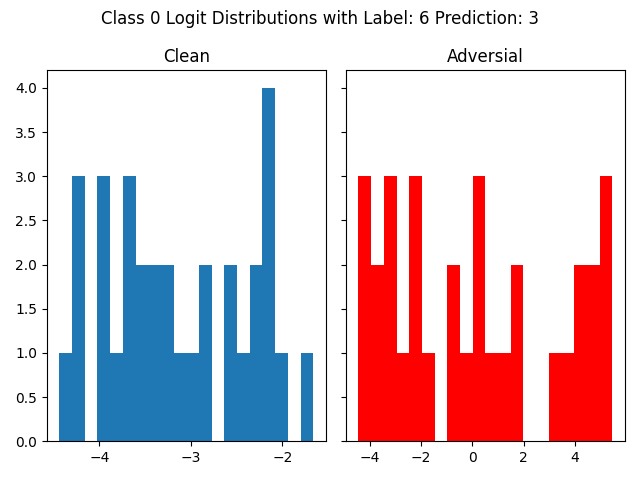 Class 0 Logit Distributions with Label: 6 Prediction: 3
Clean
Adversial
4.0
3.5
3.0
2.5
2.0
1.5
1.0
0.5
0.0
−4 −3 −2
−4 −2 0 2 4